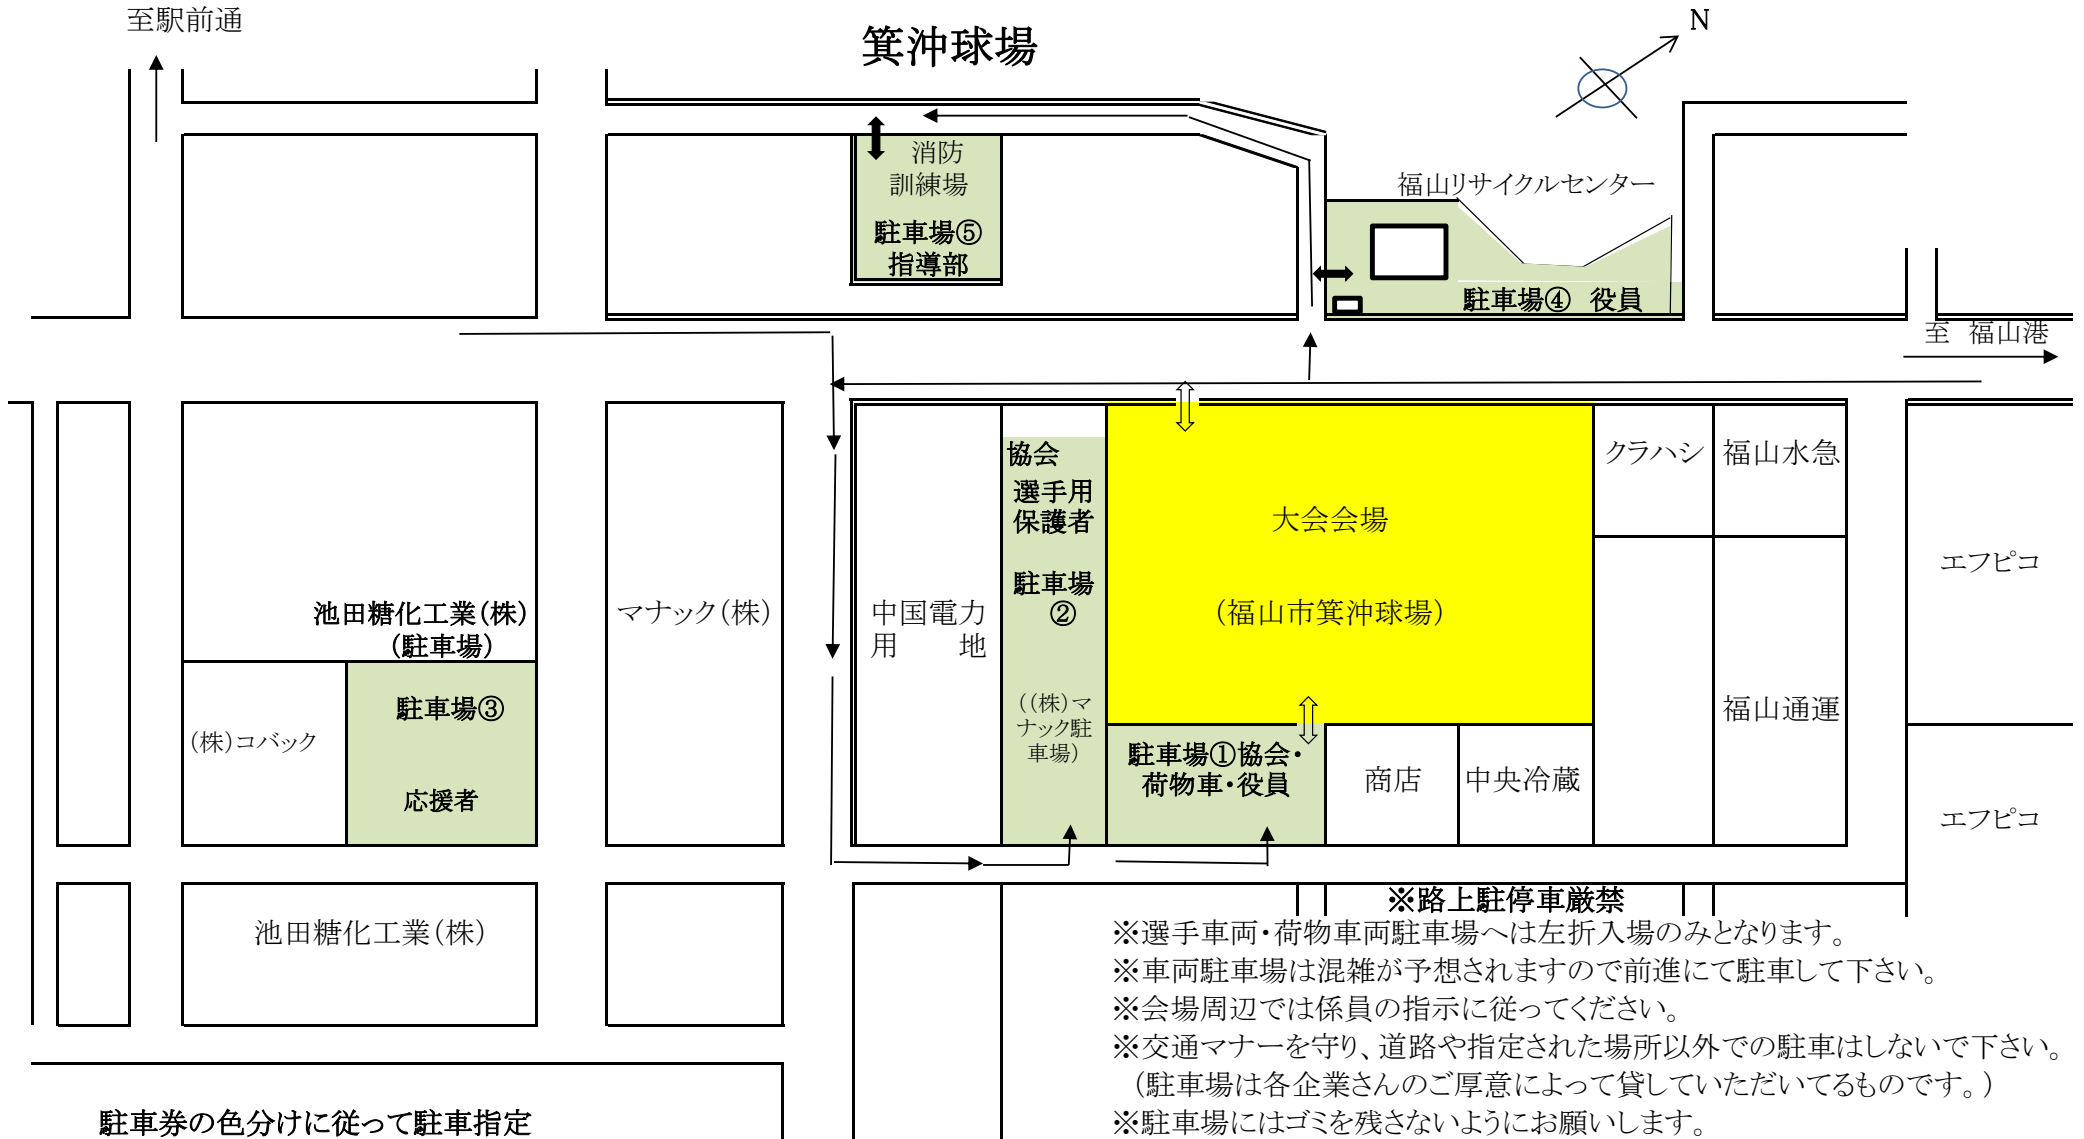 至駅前通
箕沖球場
N
消防
訓練場
駐車場⑤
指導部
福山リサイクルセンター
駐車場④ 役員
至 福山港
協会
選手用
保護者
駐車場
②
((株)マ
ナック駐
車場)
大会会場
(福山市箕沖球場)
クラハシ
福山水急
エフピコ
池田糖化工業(株)
(駐車場)
マナック(株)
中国電力
用 地
駐車場③
応援者
(株)コバック
駐車場①協会・
荷物車・役員
商店
中央冷蔵
福山通運
エフピコ
池田糖化工業(株)
※路上駐停車厳禁
※選手車両・荷物車両駐車場へは左折入場のみとなります。
※車両駐車場は混雑が予想されますので前進にて駐車して下さい。
※会場周辺では係員の指示に従ってください。
※交通マナーを守り、道路や指定された場所以外での駐車はしないで下さい。
(駐車場は各企業さんのご厚意によって貸していただいてるものです。)
※駐車場にはゴミを残さないようにお願いします。
駐車券の色分けに従って駐車指定